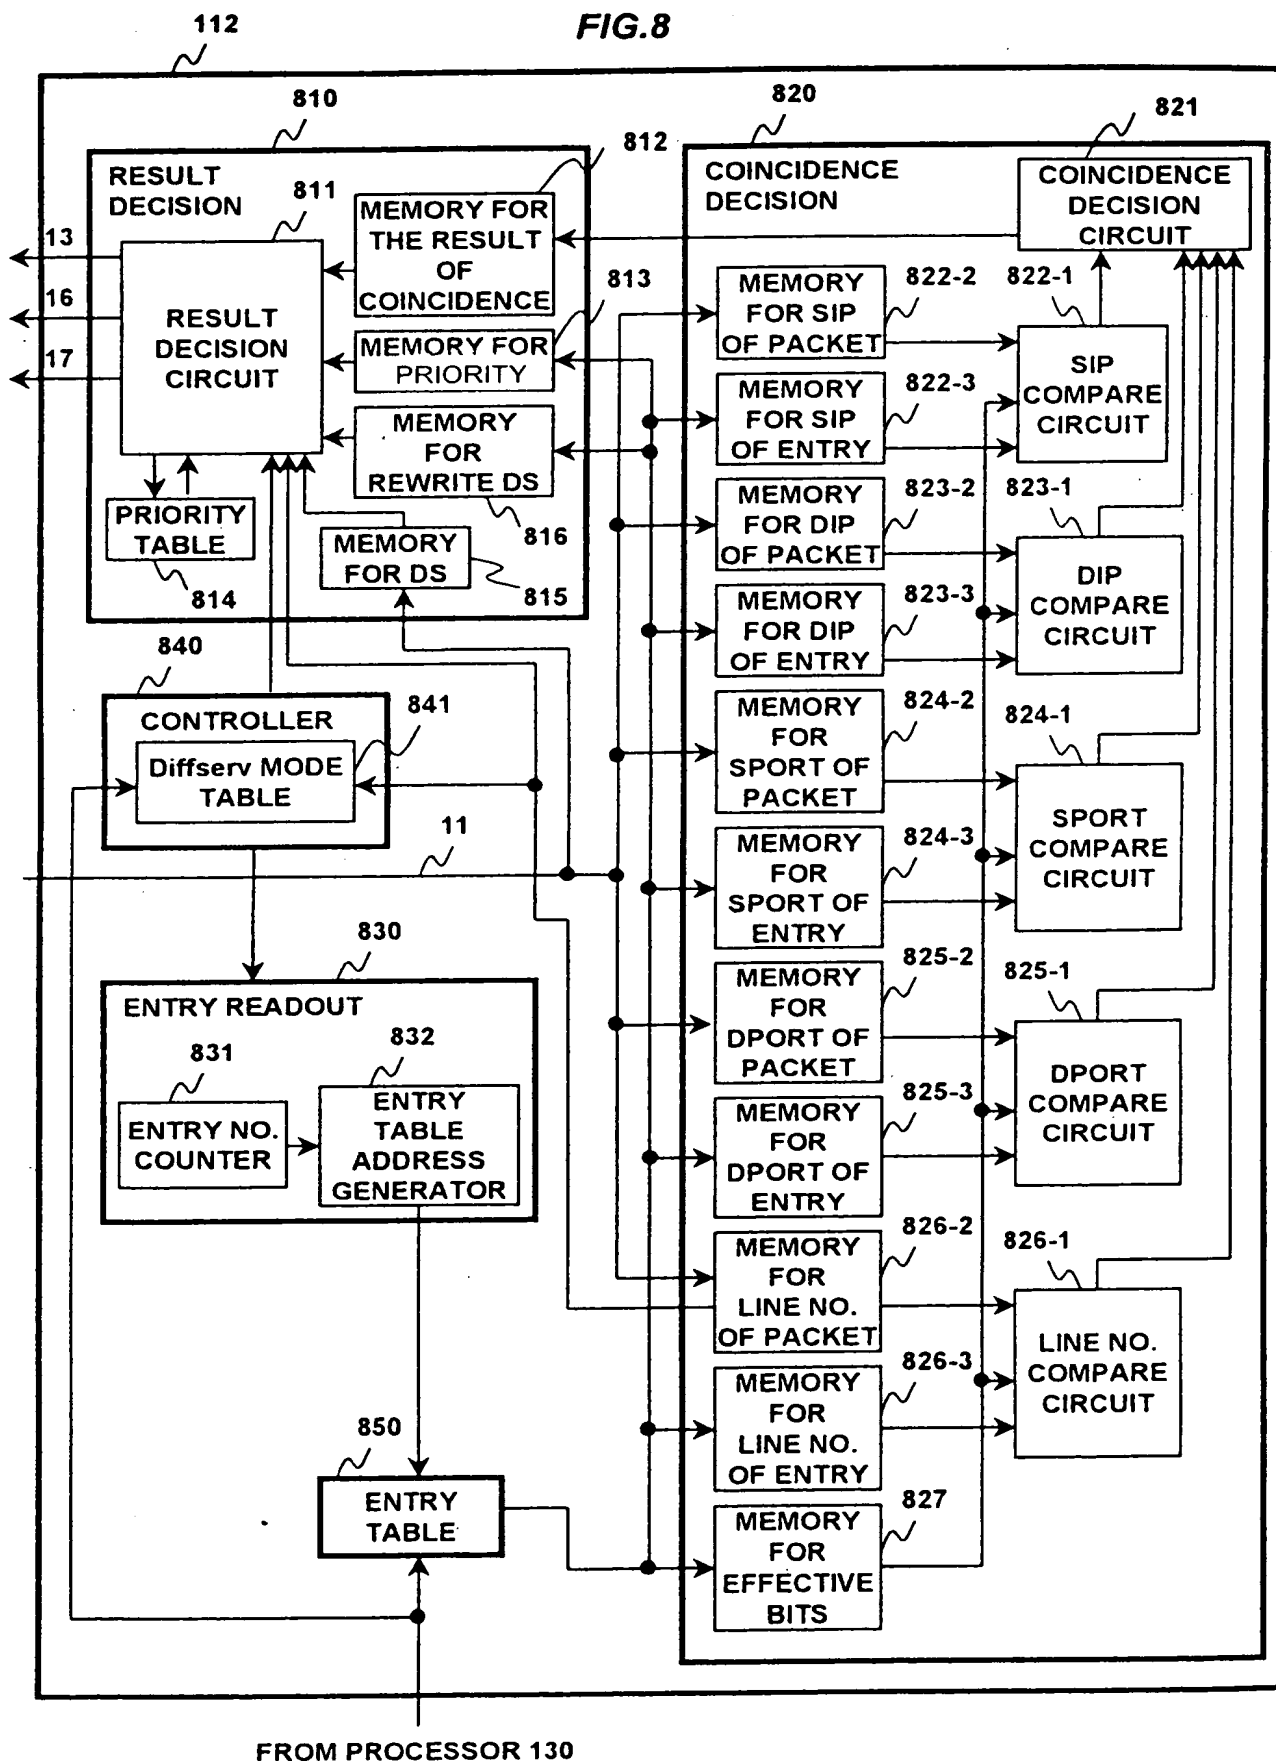 FIG.8
112
810
820
821
812
RESULT
DECISION
811
MEMORY FOR
THE RESULT
OF
COINCIDENCE
COINCIDENCE
DECISION
COINCIDENCE
DECISION
CIRCUIT
13
16
17
RESULT
DECISION
CIRCUIT
813
MEMORY FOR
PRIORITY
MEMORY
FOR
REWRITE DS
816
PRIORITY
TABLE
814
MEMORY
FOR DS
815
MEMORY
FOR SIP
OF PACKET
822-2
822-1
SIP
COMPARE
CIRCUIT
MEMORY
FOR SIP
OF ENTRY
822-3
MEMORY
FOR DIP
OF PACKET
823-2
823-1
DIP
COMPARE
CIRCUIT
MEMORY
FOR DIP
OF ENTRY
823-3
840
CONTROLLER
841
Diffserv MODE
TABLE
11
MEMORY
FOR
SPORT OF
PACKET
824-2
824-1
SPORT
COMPARE
CIRCUIT
MEMORY
FOR
SPORT OF
ENTRY
824-3
830
ENTRY READOUT
831
832
ENTRY NO.
COUNTER
ENTRY
TABLE
ADDRESS
GENERATOR
MEMORY
FOR
DPORT OF
PACKET
825-2
825-1
DPORT
COMPARE
CIRCUIT
MEMORY
FOR
DPORT OF
ENTRY
825-3
MEMORY
FOR
LINE NO.
OF PACKET
826-2
826-1
LINE NO.
COMPARE
CIRCUIT
MEMORY
FOR
LINE NO.
OF ENTRY
826-3
850
ENTRY
TABLE
MEMORY
FOR
EFFECTIVE
BITS
827
FROM PROCESSOR 130